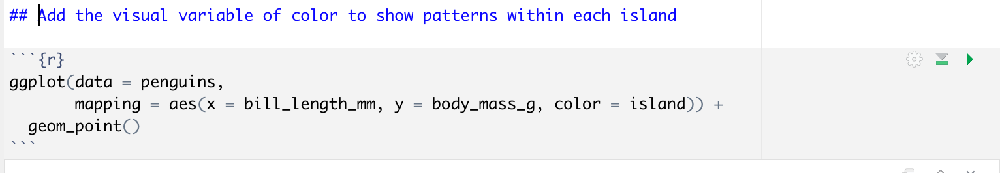 ## Add the visual variable of color to show patterns within each island
```{r}
ggplot(data = penguins,
       mapping = aes(x = bill_length_mm, y = body_mass_g, color = island)) +
  geom_point()
```